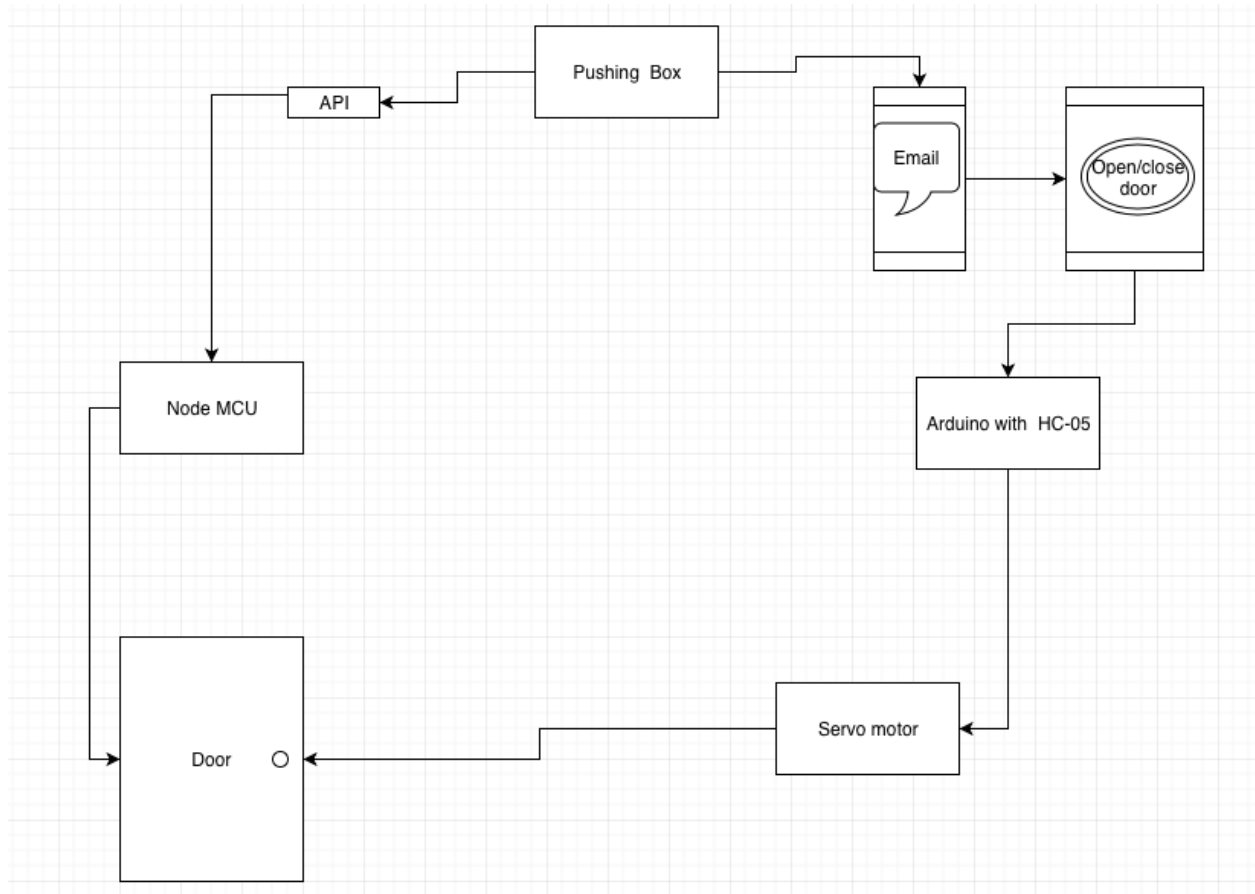 Pushing Box
API
Email
Open/close
door
Node MCU
Arduino with HC-05
Servo motor
Door